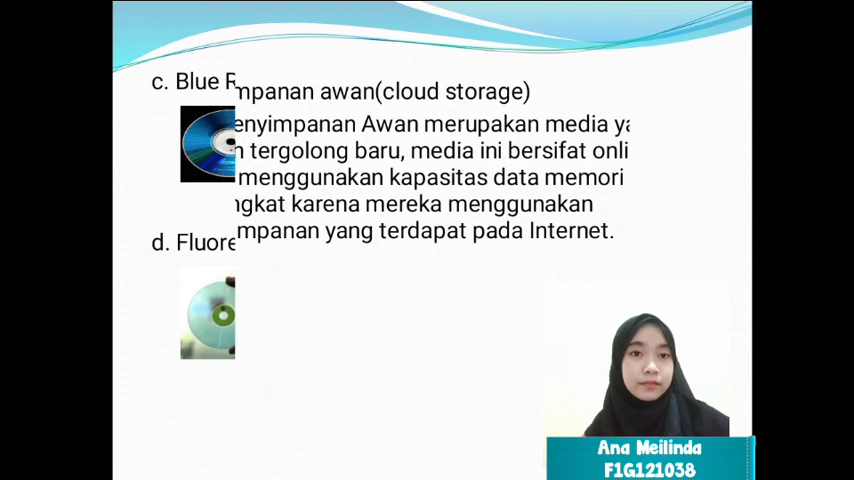 c. Blue R
mpanan awan(cloud storage)
enyimpanan Awan merupakan media ya
n tergolong baru, media ini bersifat onli
menggunakan kapasitas data memori
ngkat karena mereka menggunakan
mpanan yang terdapat pada Internet.
d. Fluore
Ana Meilinda
F1G121038